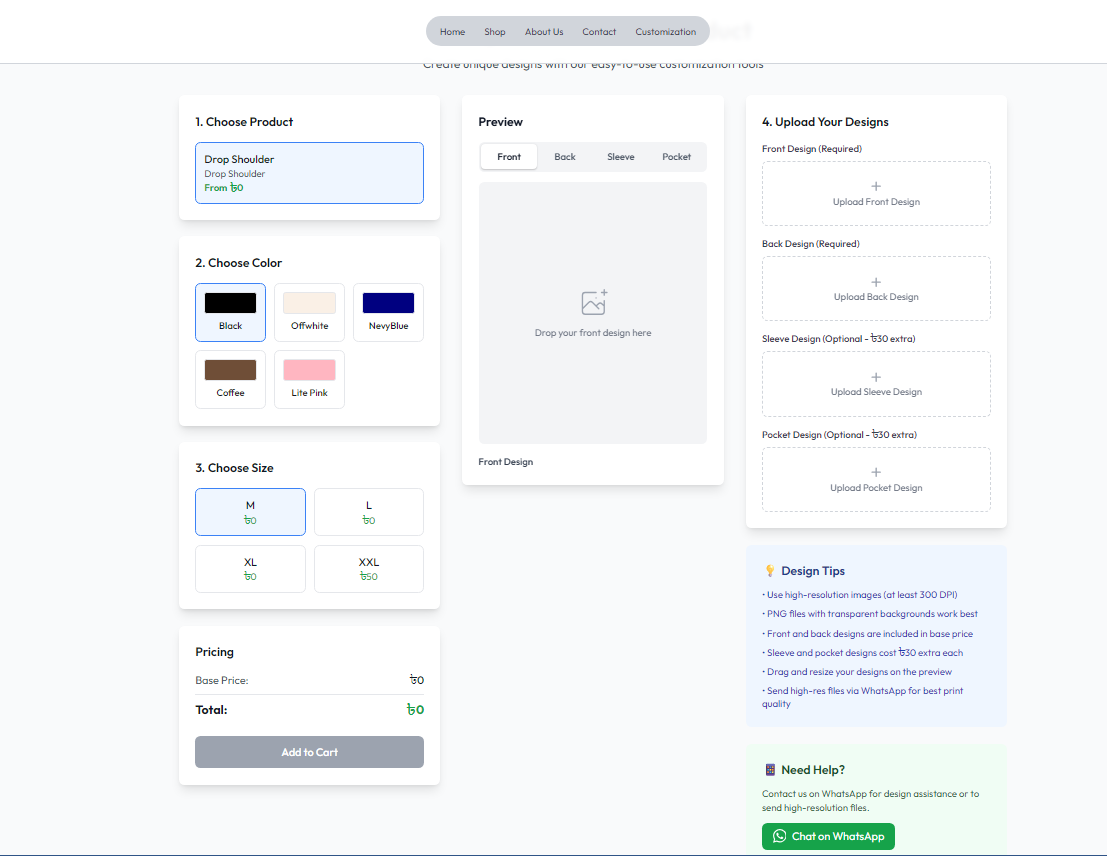 Home Shop About Us Contact Customization
Create unique designs with our easy-to-use customization tools
1. Choose Product
Drop Shoulder
Drop Shoulder
From ৳0
2. Choose Color
Black Offwhite NevyBlue
Coffee Lite Pink
3. Choose Size
M L
৳0 ৳0
XL XXL
৳0 ৳50
Pricing
Base Price: ৳0
Total: ৳0
Add to Cart
Preview
Front Back Sleeve Pocket
Drop your front design here
Front Design
4. Upload Your Designs
Front Design (Required)
Upload Front Design
Back Design (Required)
Upload Back Design
Sleeve Design (Optional - ৳30 extra)
Upload Sleeve Design
Pocket Design (Optional - ৳30 extra)
Upload Pocket Design
💡 Design Tips
• Use high-resolution images (at least 300 DPI)
• PNG files with transparent backgrounds work best
• Front and back designs are included in base price
• Sleeve and pocket designs cost ৳30 extra each
• Drag and resize your designs on the preview
• Send high-res files via WhatsApp for best print
quality
Need Help?
Contact us on WhatsApp for design assistance or to
send high-resolution files.
Chat on WhatsApp